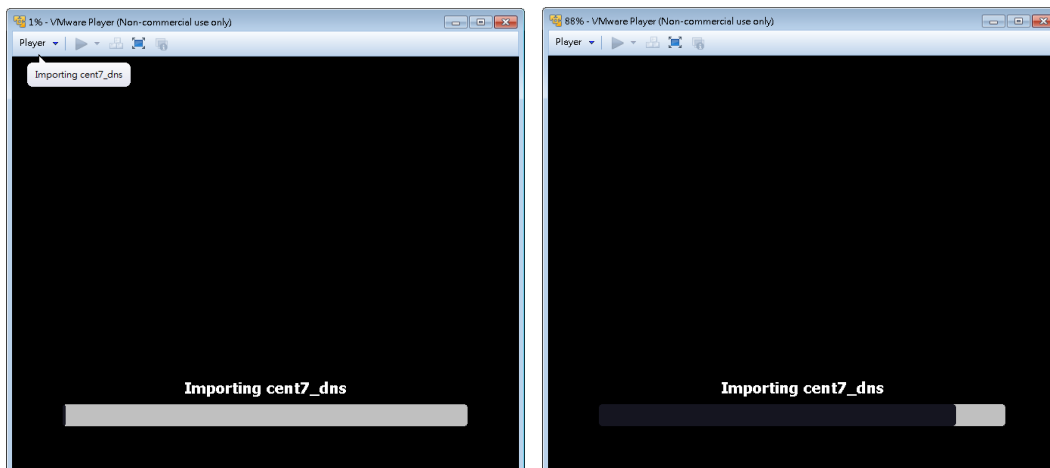 1% - VMware Player (Non-commercial use only)
Player
Importing cent7_dns
Importing cent7_dns
88% - VMware Player (Non-commercial use only)
Player
Importing cent7_dns